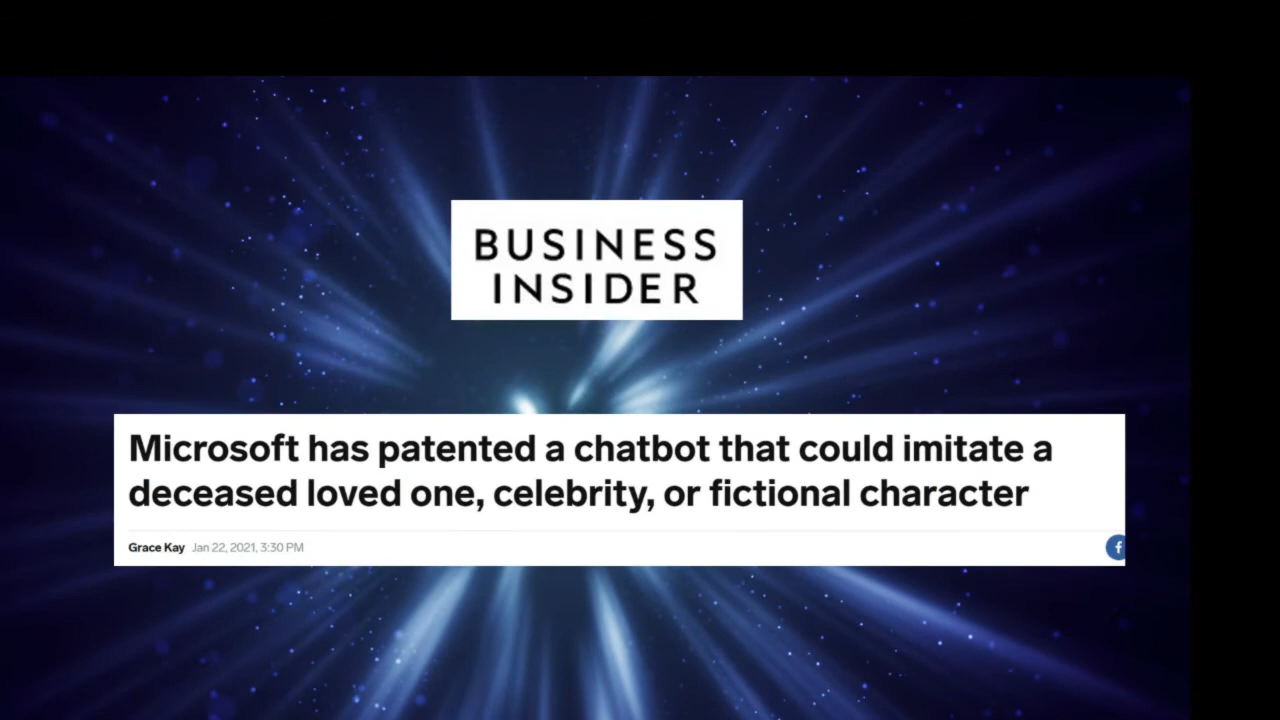 BUSINESS
INSIDER
Microsoft has patented a chatbot that could imitate a
deceased loved one, celebrity, or fictional character
Grace Kay Jan 22, 2021, 3:30 PM